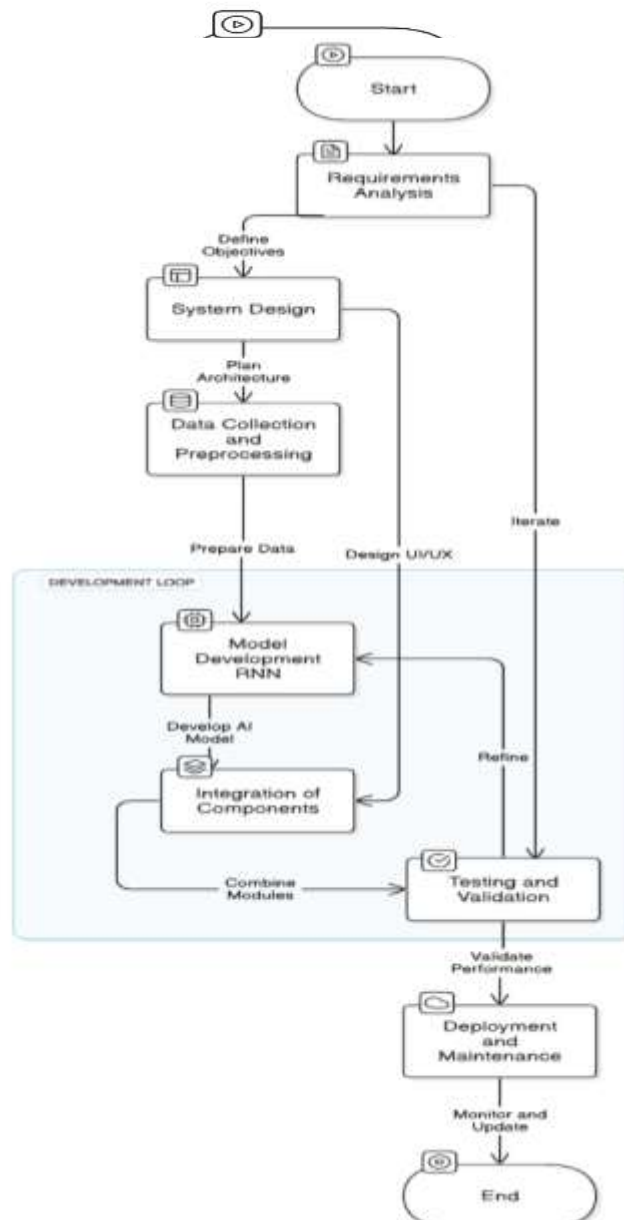 Start
Requirements
Analysis
Define
Objectives
System Design
Plan
Architecture
Data Collection
and
Preprocessing
Iterate
Prepare Data
Design UI/UX
DEVELOPMENT LOOP
Model
Development
RNN
Develop AI
Model
Refine
Integration of
Components
Combine
Modules
Testing and
Validation
Validate
Performance
Deployment
and
Maintenance
Monitor and
Update
End